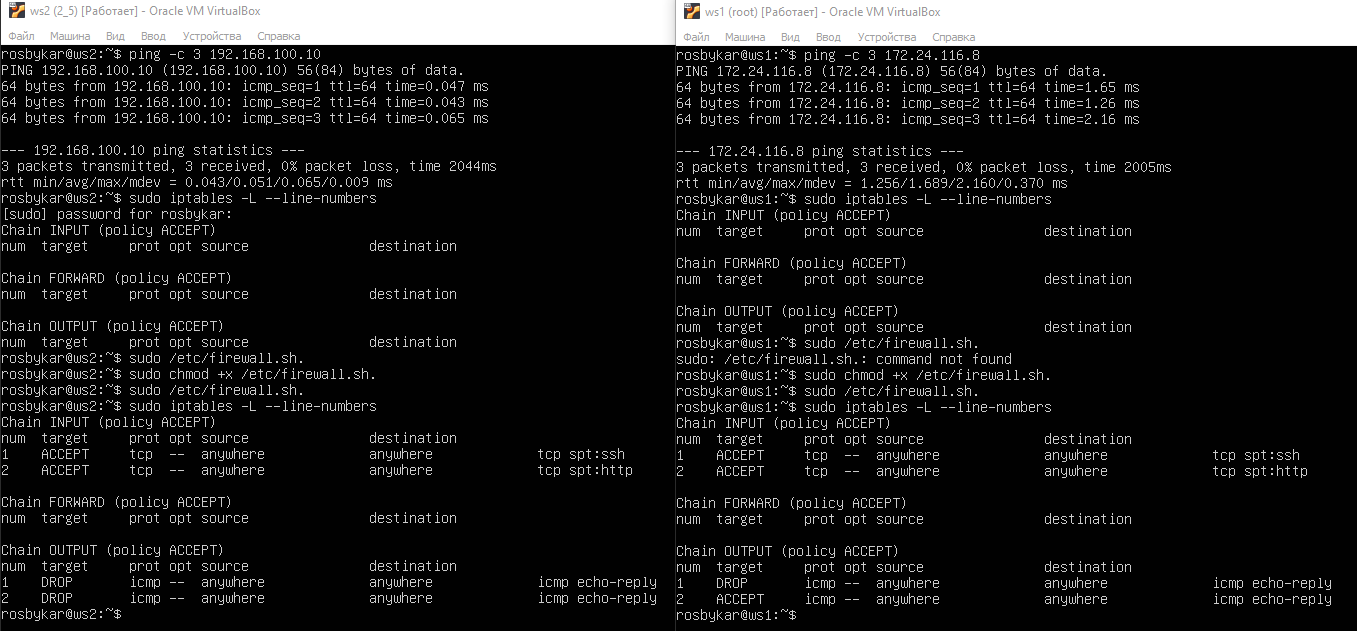 ws2 (2_5) [Работает] - Oracle VM VirtualBox
Файл Машина Вид Ввод Устройства Справка
rosbykar@ws2:~$ ping -c 3 192.168.100.10
PING 192.168.100.10 (192.168.100.10) 56(84) bytes of data.
64 bytes from 192.168.100.10: icmp_seq=1 ttl=64 time=0.047 ms
64 bytes from 192.168.100.10: icmp_seq=2 ttl=64 time=0.043 ms
64 bytes from 192.168.100.10: icmp_seq=3 ttl=64 time=0.065 ms
--- 192.168.100.10 ping statistics ---
3 packets transmitted, 3 received, 0% packet loss, time 2044ms
rtt min/avg/max/mdev = 0.043/0.051/0.065/0.009 ms
rosbykar@ws2:~$ sudo iptables -L --line-numbers
[sudo] password for rosbykar:
Chain INPUT (policy ACCEPT)
num target prot opt source destination
Chain FORWARD (policy ACCEPT)
num target prot opt source destination
Chain OUTPUT (policy ACCEPT)
num target prot opt source destination
rosbykar@ws2:~$ sudo /etc/firewall.sh.
rosbykar@ws2:~$ sudo chmod +x /etc/firewall.sh.
rosbykar@ws2:~$ sudo /etc/firewall.sh.
rosbykar@ws2:~$ sudo iptables -L --line-numbers
Chain INPUT (policy ACCEPT)
num target prot opt source destination
1 ACCEPT tcp -- anywhere anywhere tcp spt:ssh
2 ACCEPT tcp -- anywhere anywhere tcp spt:http
Chain FORWARD (policy ACCEPT)
num target prot opt source destination
Chain OUTPUT (policy ACCEPT)
num target prot opt source destination
1 DROP icmp -- anywhere anywhere icmp echo-reply
2 DROP icmp -- anywhere anywhere icmp echo-reply
rosbykar@ws2:~$
ws1 (root) [Работает] - Oracle VM VirtualBox
Файл Машина Вид Ввод Устройства Справка
rosbykar@ws1:~$ ping -c 3 172.24.116.8
PING 172.24.116.8 (172.24.116.8) 56(84) bytes of data.
64 bytes from 172.24.116.8: icmp_seq=1 ttl=64 time=1.65 ms
64 bytes from 172.24.116.8: icmp_seq=2 ttl=64 time=1.26 ms
64 bytes from 172.24.116.8: icmp_seq=3 ttl=64 time=2.16 ms
--- 172.24.116.8 ping statistics ---
3 packets transmitted, 3 received, 0% packet loss, time 2005ms
rtt min/avg/max/mdev = 1.256/1.689/2.160/0.370 ms
rosbykar@ws1:~$ sudo iptables -L --line-numbers
Chain INPUT (policy ACCEPT)
num target prot opt source destination
Chain FORWARD (policy ACCEPT)
num target prot opt source destination
Chain OUTPUT (policy ACCEPT)
num target prot opt source destination
rosbykar@ws1:~$ sudo /etc/firewall.sh.
sudo: /etc/firewall.sh.: command not found
rosbykar@ws1:~$ sudo chmod +x /etc/firewall.sh.
rosbykar@ws1:~$ sudo /etc/firewall.sh.
rosbykar@ws1:~$ sudo iptables -L --line-numbers
Chain INPUT (policy ACCEPT)
num target prot opt source destination
1 ACCEPT tcp -- anywhere anywhere tcp spt:ssh
2 ACCEPT tcp -- anywhere anywhere tcp spt:http
Chain FORWARD (policy ACCEPT)
num target prot opt source destination
Chain OUTPUT (policy ACCEPT)
num target prot opt source destination
1 DROP icmp -- anywhere anywhere icmp echo-reply
2 ACCEPT icmp -- anywhere anywhere icmp echo-reply
rosbykar@ws1:~$